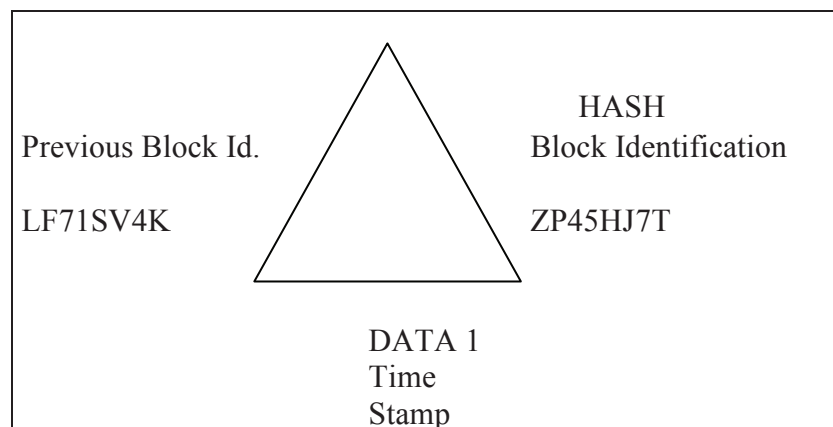 Previous Block Id.
LF71SV4K
HASH
Block Identification
ZP45HJ7T
DATA 1
Time
Stamp